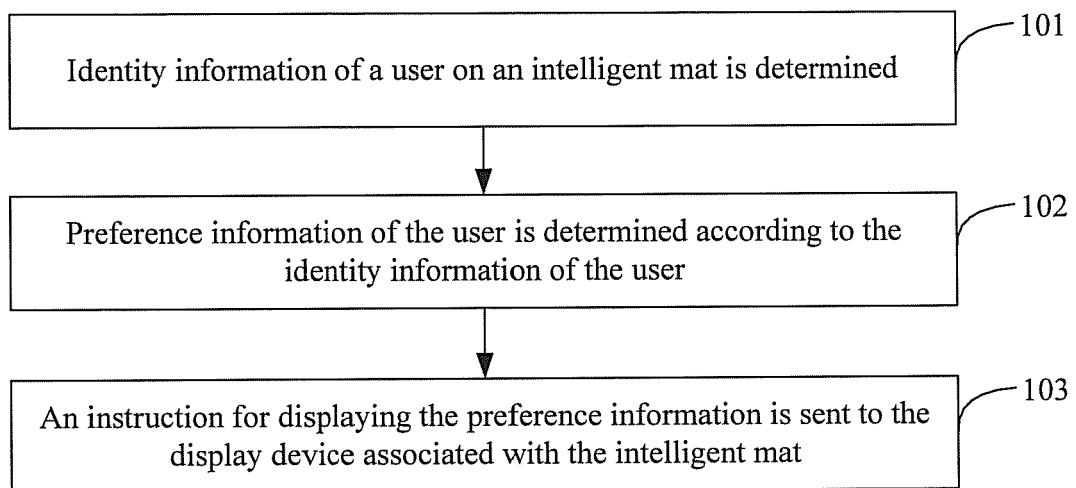 101
Identity information of a user on an intelligent mat is determined
102
Preference information of the user is determined according to the
identity information of the user
103
An instruction for displaying the preference information is sent to the
display device associated with the intelligent mat